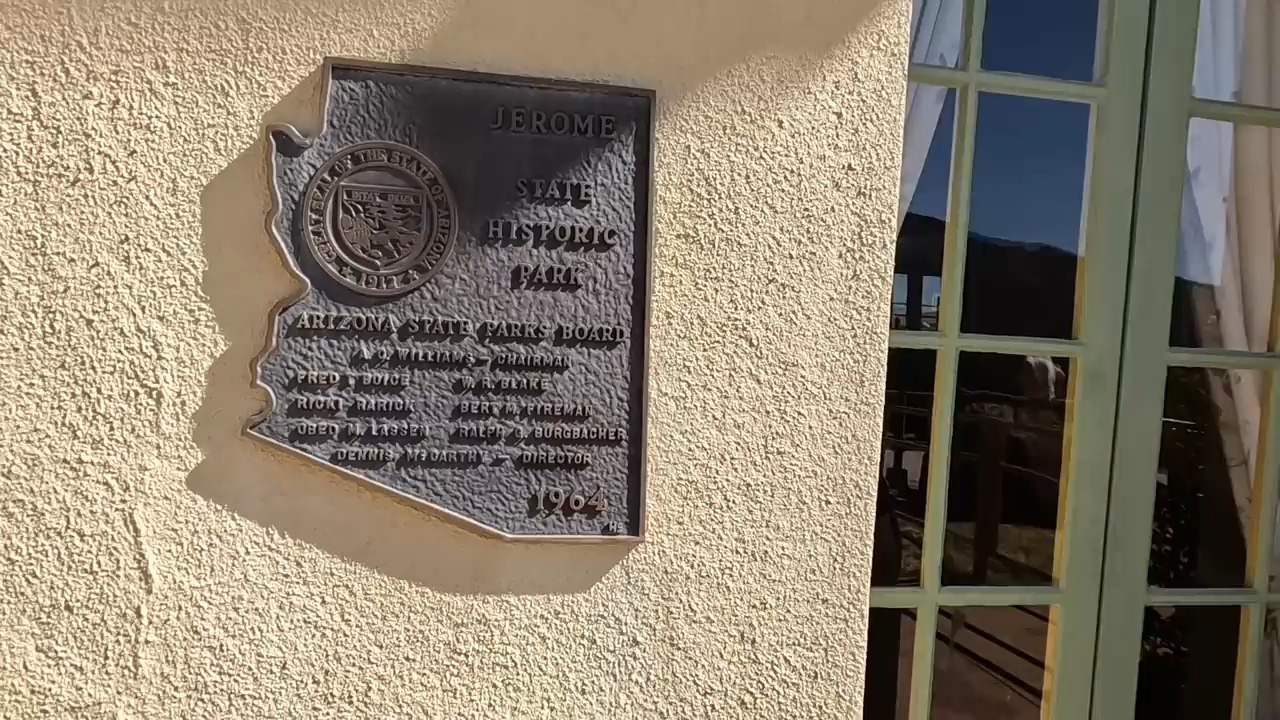 JEROME
STATE
HISTORIC
PARK
GREAT SEAL OF THE STATE OF ARIZONA
DITAT DEUS
1912
ARIZONA STATE PARKS BOARD
WILLIAMS — CHAIRMAN
FRED BOICE W. R. BLAKE
RICKI RARICK BERT M. FIREMAN
OBED M. LASSEN RALPH G. BURGBACHER
DENNIS McCARTHY — DIRECTOR
1964